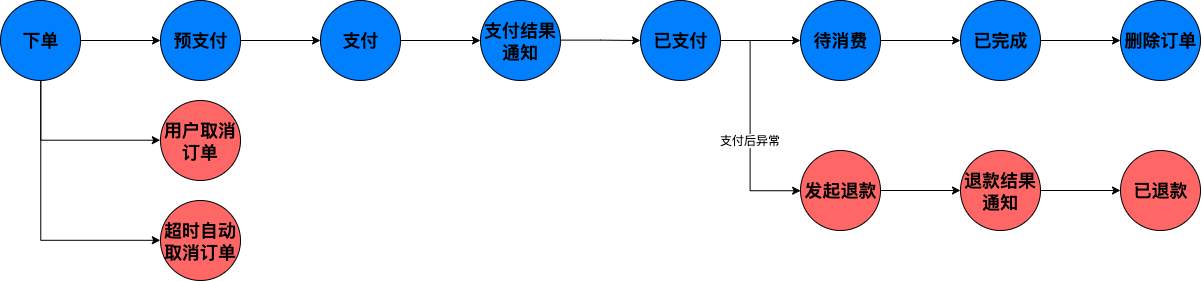 下单
预支付
支付
支付结果
通知
已支付
待消费
已完成
删除订单
用户取消
订单
支付后异常
发起退款
退款结果
通知
已退款
超时自动
取消订单